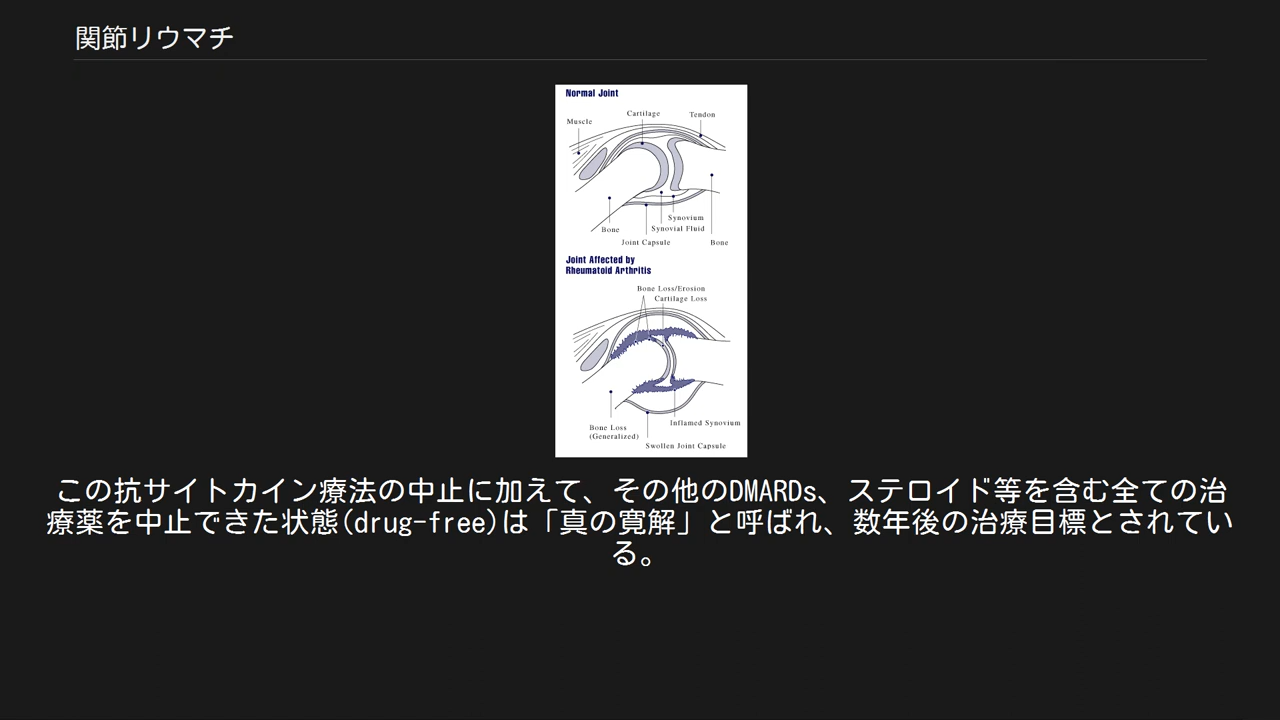 関節リウマチ
Normal Joint
Cartilage
Tendon
Muscle
Synovium
Bone
Synovial Fluid
Joint Capsule
Bone
Joint Affected by
Rheumatoid Arthritis
Bone Loss/Erosion
Cartilage Loss
Inflamed Synovium
Bone Loss
(Generalized)
Swollen Joint Capsule
この抗サイトカイン療法の中止に加えて、その他のDMARDs、ステロイド等を含む全ての治
療薬を中止できた状態(drug-free)は「真の寛解」と呼ばれ、数年後の治療目標とされてい
る。